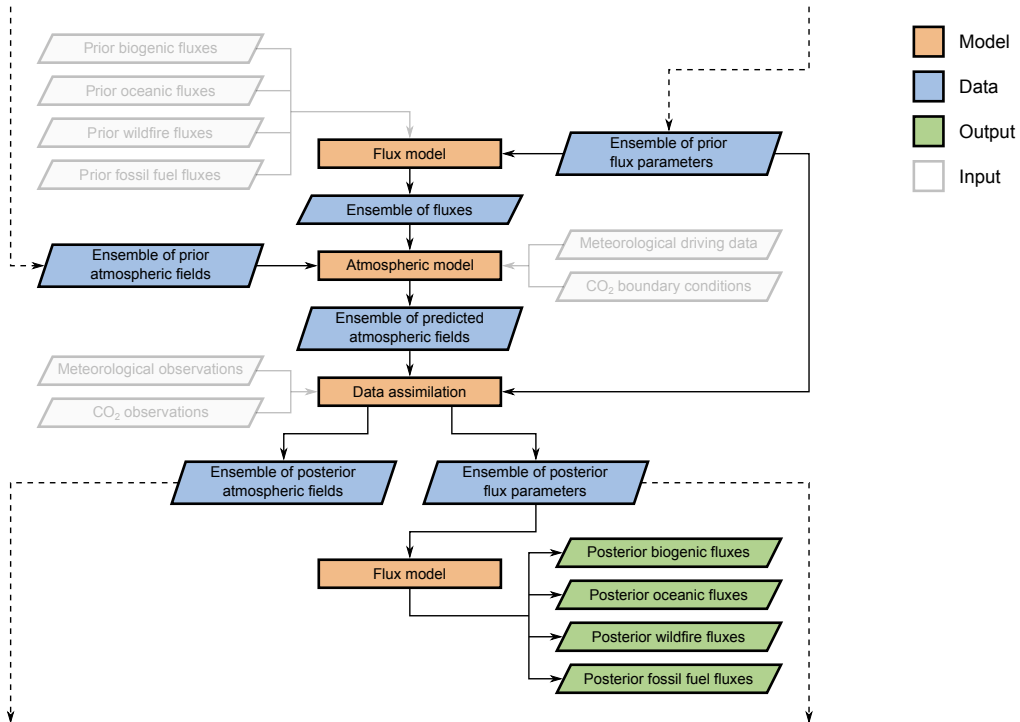 Prior biogenic fluxes
Prior oceanic fluxes
Prior wildfire fluxes
Prior fossil fuel fluxes
Flux model
Ensemble of prior
flux parameters
Ensemble of fluxes
Ensemble of prior
atmospheric fields
Atmospheric model
Meteorological driving data
CO₂ boundary conditions
Ensemble of predicted
atmospheric fields
Meteorological observations
CO₂ observations
Data assimilation
Ensemble of posterior
atmospheric fields
Ensemble of posterior
flux parameters
Flux model
Posterior biogenic fluxes
Posterior oceanic fluxes
Posterior wildfire fluxes
Posterior fossil fuel fluxes
Model
Data
Output
Input